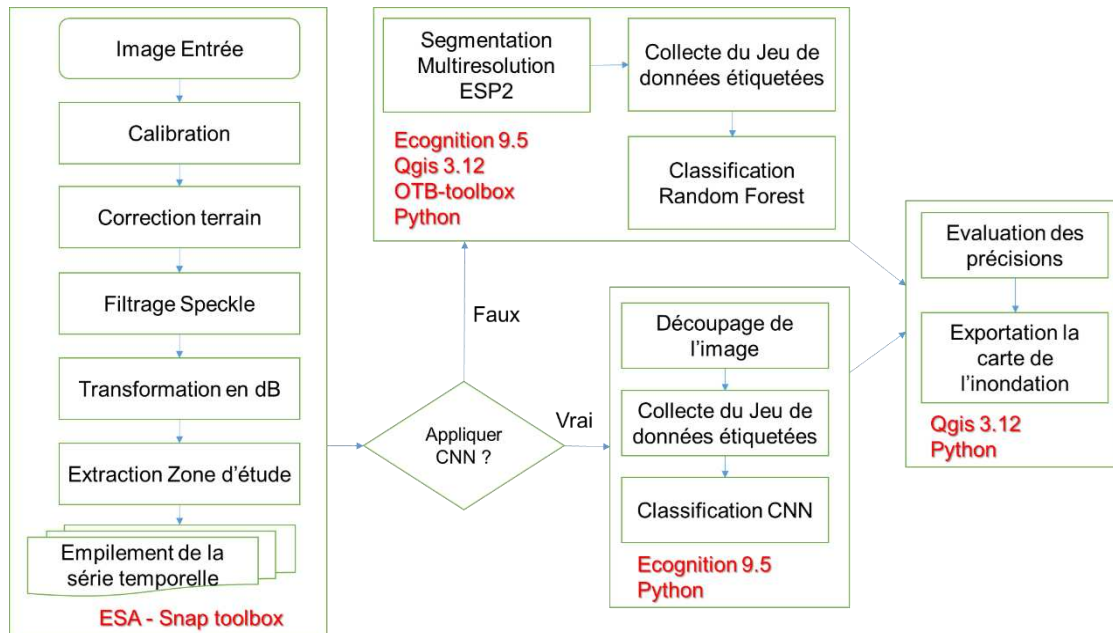 Image Entrée
Calibration
Correction terrain
Filtrage Speckle
Transformation en dB
Extraction Zone d'étude
Empilement de la
série temporelle
ESA - Snap toolbox
Appliquer
CNN ?
Faux
Vrai
Segmentation
Multiresolution
ESP2
Collecte du Jeu de
données étiquetées
Classification
Random Forest
Ecognition 9.5
Qgis 3.12
OTB-toolbox
Python
Découpage de
l'image
Collecte du Jeu de
données étiquetées
Classification CNN
Ecognition 9.5
Python
Evaluation des
précisions
Exportation la
carte de
l'inondation
Qgis 3.12
Python